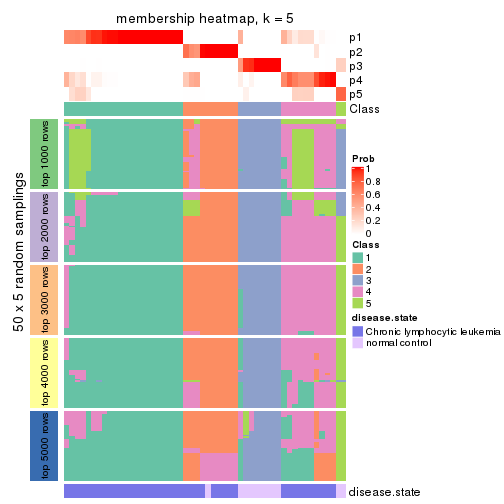 membership heatmap, k = 5
p1
p2
p3
p4
p5
Class
50 x 5 random samplings
top 1000 rows
top 2000 rows
top 3000 rows
top 4000 rows
top 5000 rows
disease.state
Prob
1
0.8
0.6
0.4
0.2
0
Class
1
2
3
4
5
disease.state
Chronic lymphocytic leukemia
normal control